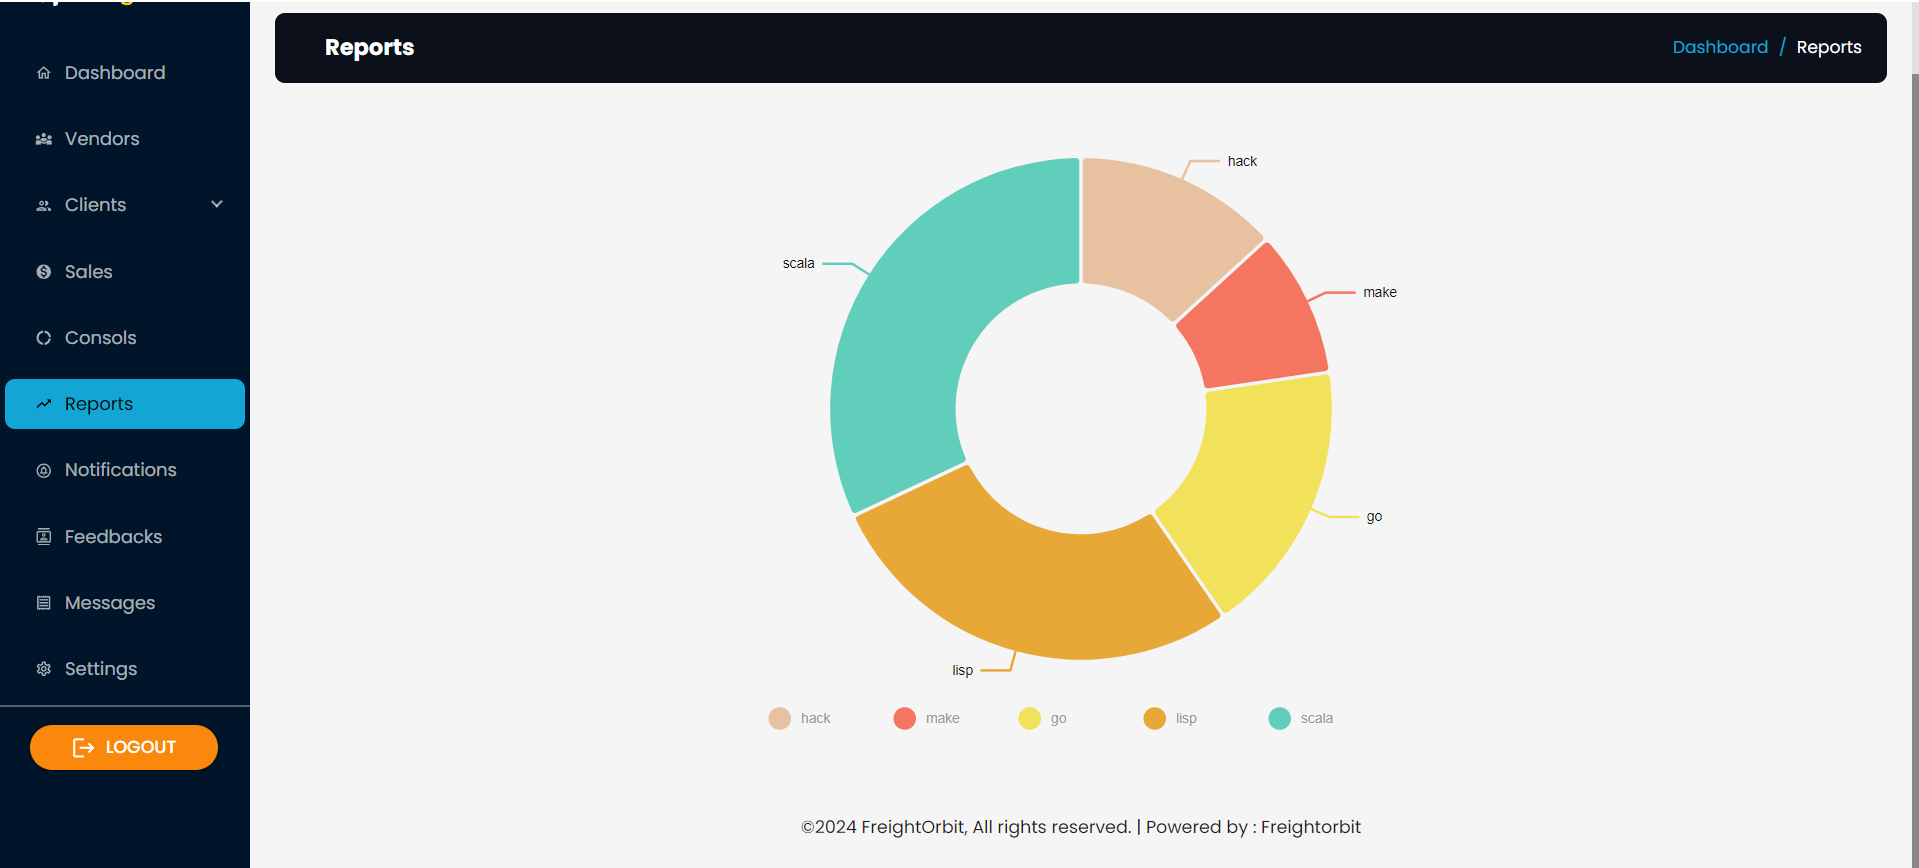 Dashboard
Vendors
Clients
Sales
Consols
Reports
Notifications
Feedbacks
Messages
Settings
LOGOUT
Reports
Dashboard / Reports
hack
make
scala
go
lisp
hack make go lisp scala
©2024 FreightOrbit, All rights reserved. | Powered by : Freightorbit